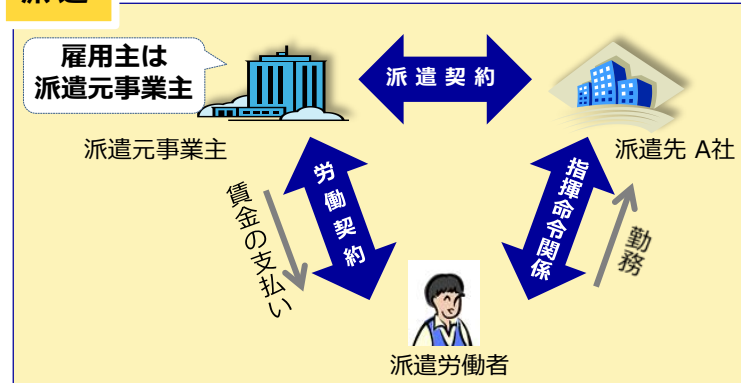 派遣
雇用主は
派遣元事業主
派遣契約
派遣元事業主
派遣先 A社
労働契約
賃金の支払い
指揮命令関係
勤務
派遣労働者